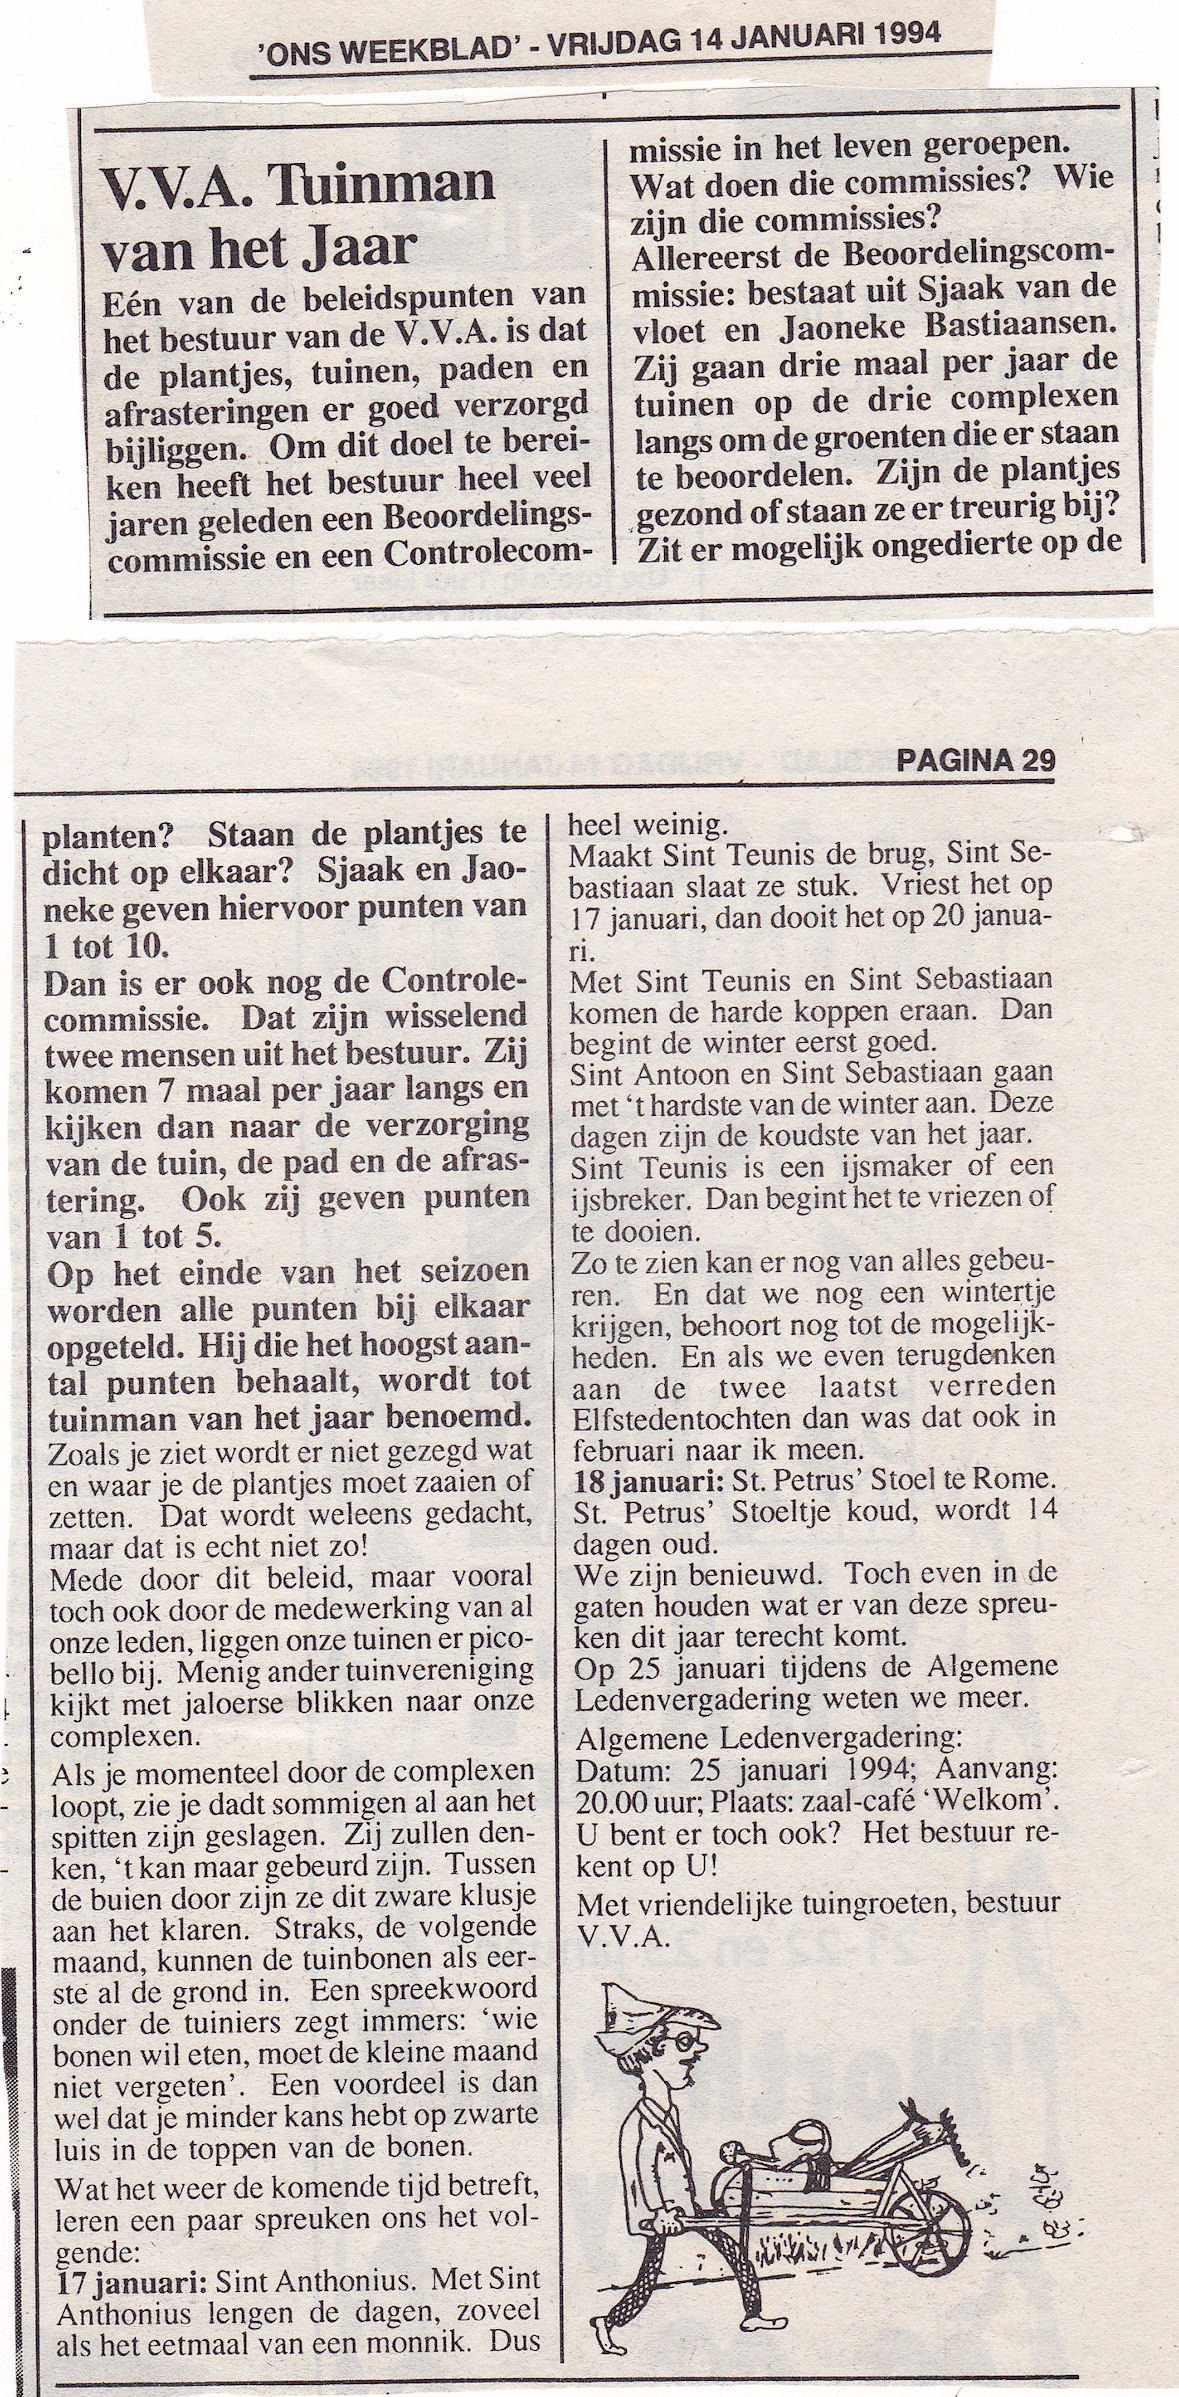 'ONS WEEKBLAD' - VRIJDAG 14 JANUARI 1994
V.V.A. Tuinman
van het Jaar
Eén van de beleidspunten van
het bestuur van de V.V.A. is dat
de plantjes, tuinen, paden en
afrasteringen er goed verzorgd
bijliggen. Om dit doel te berei-
ken heeft het bestuur heel veel
jaren geleden een Beoordelings-
commissie en een Controlecom-
missie in het leven geroepen.
Wat doen die commissies? Wie
zijn die commissies?
Allereerst de Beoordelingscom-
missie: bestaat uit Sjaak van de
vloet en Jaoneke Bastiaansen.
Zij gaan drie maal per jaar de
tuinen op de drie complexen
langs om de groenten die er staan
te beoordelen. Zijn de plantjes
gezond of staan ze er treurig bij?
Zit er mogelijk ongedierte op de
PAGINA 29
planten? Staan de plantjes te
dicht op elkaar? Sjaak en Jao-
neke geven hiervoor punten van
1 tot 10.
Dan is er ook nog de Controle-
commissie. Dat zijn wisselend
twee mensen uit het bestuur. Zij
komen 7 maal per jaar langs en
kijken dan naar de verzorging
van de tuin, de pad en de afras-
tering. Ook zij geven punten
van 1 tot 5.
Op het einde van het seizoen
worden alle punten bij elkaar
opgeteld. Hij die het hoogst aan-
tal punten behaalt, wordt tot
tuinman van het jaar benoemd.
Zoals je ziet wordt er niet gezegd wat
en waar je de plantjes moet zaaien of
zetten. Dat wordt weleens gedacht,
maar dat is echt niet zo!
Mede door dit beleid, maar vooral
toch ook door de medewerking van al
onze leden, liggen onze tuinen er pico-
bello bij. Menig ander tuinvereniging
kijkt met jaloerse blikken naar onze
complexen.
Als je momenteel door de complexen
loopt, zie je dadt sommigen al aan het
spitten zijn geslagen. Zij zullen den-
ken, 't kan maar gebeurd zijn. Tussen
de buien door zijn ze dit zware klusje
aan het klaren. Straks, de volgende
maand, kunnen de tuinbonen als eer-
ste al de grond in. Een spreekwoord
onder de tuiniers zegt immers: 'wie
bonen wil eten, moet de kleine maand
niet vergeten'. Een voordeel is dan
wel dat je minder kans hebt op zwarte
luis in de toppen van de bonen.
Wat het weer de komende tijd betreft,
leren een paar spreuken ons het vol-
gende:
17 januari: Sint Anthonius. Met Sint
Anthonius lengen de dagen, zoveel
als het eetmaal van een monnik. Dus
heel weinig.
Maakt Sint Teunis de brug, Sint Se-
bastiaan slaat ze stuk. Vriest het op
17 januari, dan dooit het op 20 janua-
ri.
Met Sint Teunis en Sint Sebastiaan
komen de harde koppen eraan. Dan
begint de winter eerst goed.
Sint Antoon en Sint Sebastiaan gaan
met 't hardste van de winter aan. Deze
dagen zijn de koudste van het jaar.
Sint Teunis is een ijsmaker of een
ijsbreker. Dan begint het te vriezen of
te dooien.
Zo te zien kan er nog van alles gebeu-
ren. En dat we nog een wintertje
krijgen, behoort nog tot de mogelijk-
heden. En als we even terugdenken
aan de twee laatst verreden
Elfstedentochten dan was dat ook in
februari naar ik meen.
18 januari: St. Petrus' Stoel te Rome.
St. Petrus' Stoeltje koud, wordt 14
dagen oud.
We zijn benieuwd. Toch even in de
gaten houden wat er van deze spreu-
ken dit jaar terecht komt.
Op 25 januari tijdens de Algemene
Ledenvergadering weten we meer.
Algemene Ledenvergadering:
Datum: 25 januari 1994; Aanvang:
20.00 uur; Plaats: zaal-café 'Welkom'.
U bent er toch ook? Het bestuur re-
kent op U!
Met vriendelijke tuingroeten, bestuur
V.V.A.